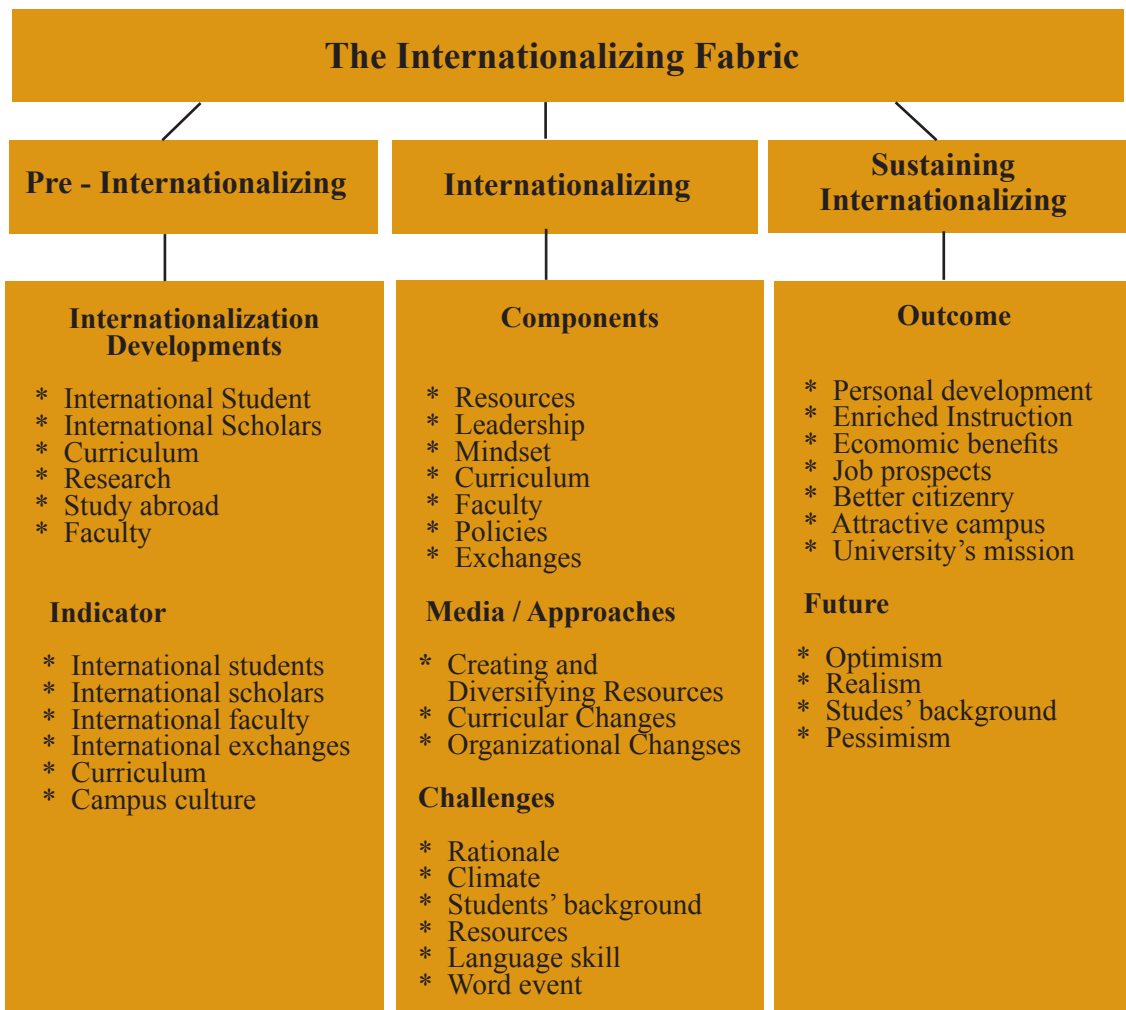 The Internationalizing Fabric
Pre - Internationalizing
Internationalizing
Sustaining
Internationalizing
Internationalization
Developments
* International Student
* International Scholars
* Curriculum
* Research
* Study abroad
* Faculty
Indicator
* International students
* International scholars
* International faculty
* International exchanges
* Curriculum
* Campus culture
Components
* Resources
* Leadership
* Mindset
* Curriculum
* Faculty
* Policies
* Exchanges
Media / Approaches
* Creating and
Diversifying Resources
* Curricular Changes
* Organizational Changses
Challenges
* Rationale
* Climate
* Students’ background
* Resources
* Language skill
* Word event
Outcome
* Personal development
* Enriched Instruction
* Ecomomic benefits
* Job prospects
* Better citizenry
* Attractive campus
* University’s mission
Future
* Optimism
* Realism
* Studes’ background
* Pessimism